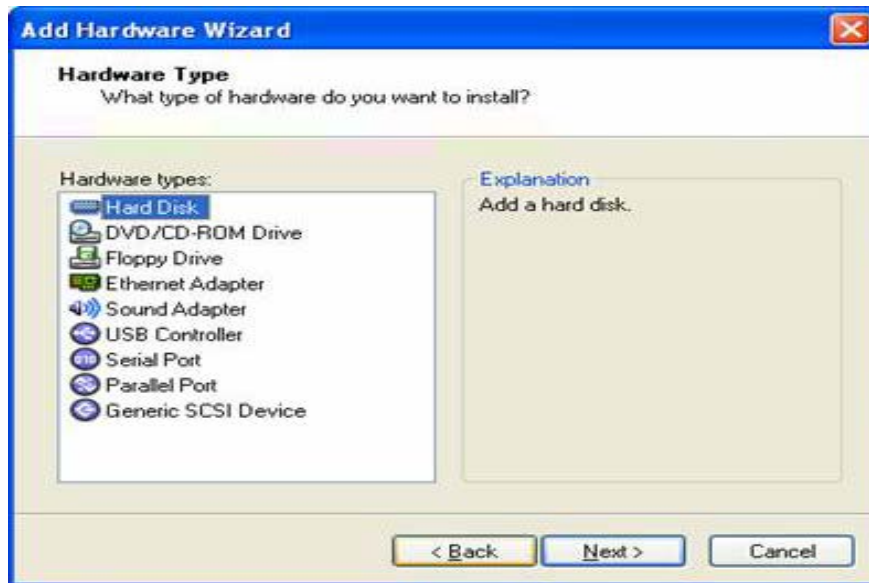 Add Hardware Wizard
Hardware Type
What type of hardware do you want to install?
Hardware types:
Hard Disk
DVD/CD-ROM Drive
Floppy Drive
Ethernet Adapter
Sound Adapter
USB Controller
Serial Port
Parallel Port
Generic SCSI Device
Explanation
Add a hard disk.
< Back
Next >
Cancel